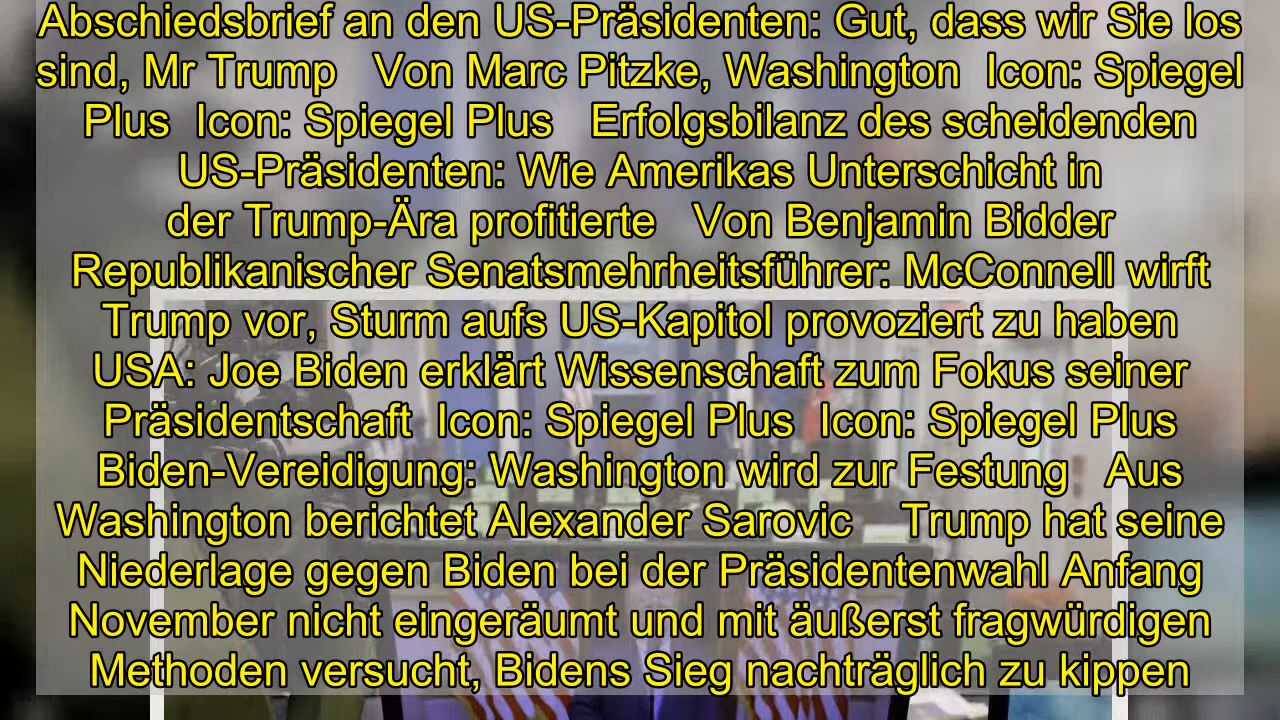 Abschiedsbrief an den US-Präsidenten: Gut, dass wir Sie los
sind, Mr Trump   Von Marc Pitzke, Washington  Icon: Spiegel
Plus  Icon: Spiegel Plus   Erfolgsbilanz des scheidenden
US-Präsidenten: Wie Amerikas Unterschicht in
der Trump-Ära profitierte   Von Benjamin Bidder
Republikanischer Senatsmehrheitsführer: McConnell wirft
Trump vor, Sturm aufs US-Kapitol provoziert zu haben
USA: Joe Biden erklärt Wissenschaft zum Fokus seiner
Präsidentschaft  Icon: Spiegel Plus  Icon: Spiegel Plus
Biden-Vereidigung: Washington wird zur Festung   Aus
Washington berichtet Alexander Sarovic    Trump hat seine
Niederlage gegen Biden bei der Präsidentenwahl Anfang
November nicht eingeräumt und mit äußerst fragwürdigen
Methoden versucht, Bidens Sieg nachträglich zu kippen